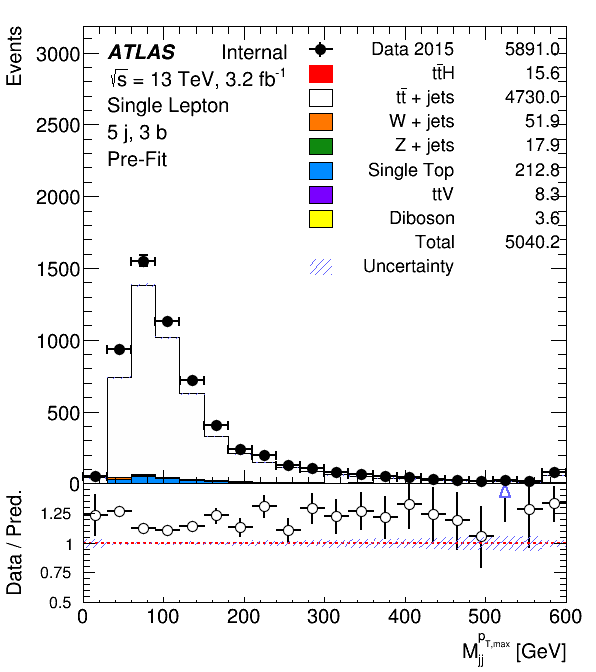 Events
3000
2500
2000
1500
1000
500
0
ATLAS Internal
√s = 13 TeV, 3.2 fb⁻¹
Single Lepton
5 j, 3 b
Pre-Fit
Data 2015 5891.0
tt̄H 15.6
tt̄ + jets 4730.0
W + jets 51.9
Z + jets 17.9
Single Top 212.8
ttV 8.3
Diboson 3.6
Total 5040.2
Uncertainty
Data / Pred.
1.25
1
0.75
0.5
0 100 200 300 400 500 600
M_jj^p_T,max [GeV]